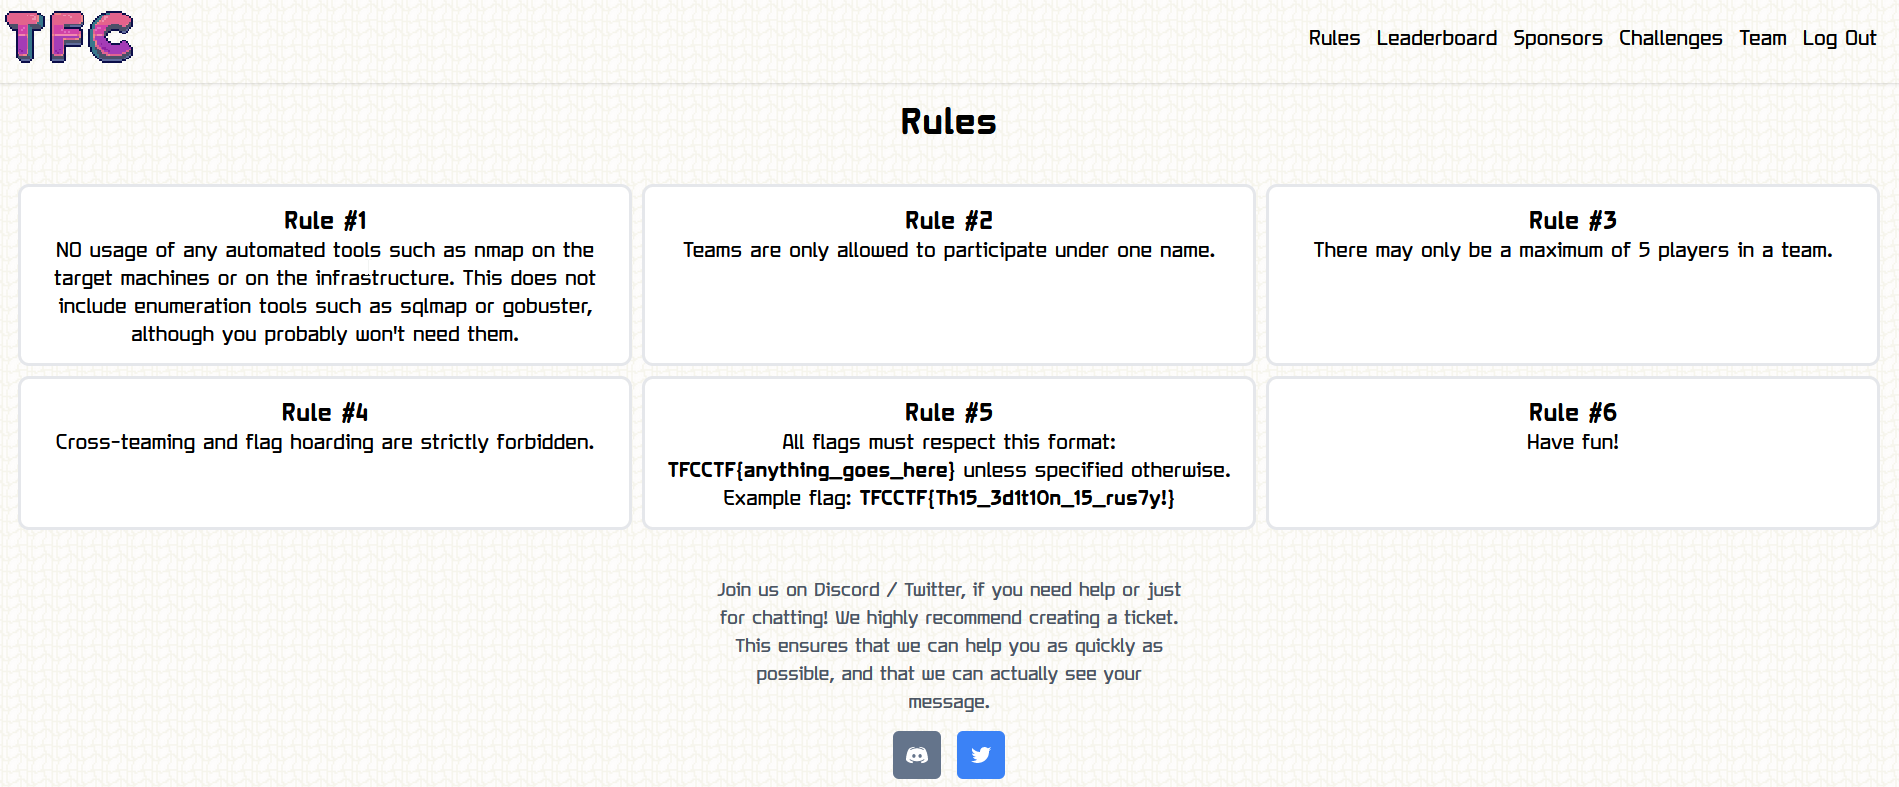 TFC
Rules Leaderboard Sponsors Challenges Team Log Out
Rules
Rule #1
NO usage of any automated tools such as nmap on the
target machines or on the infrastructure. This does not
include enumeration tools such as sqlmap or gobuster,
although you probably won't need them.
Rule #2
Teams are only allowed to participate under one name.
Rule #3
There may only be a maximum of 5 players in a team.
Rule #4
Cross-teaming and flag hoarding are strictly forbidden.
Rule #5
All flags must respect this format:
TFCCTF{anything_goes_here} unless specified otherwise.
Example flag: TFCCTF{Th15_3d1t10n_15_rus7y!}
Rule #6
Have fun!
Join us on Discord / Twitter, if you need help or just
for chatting! We highly recommend creating a ticket.
This ensures that we can help you as quickly as
possible, and that we can actually see your
message.